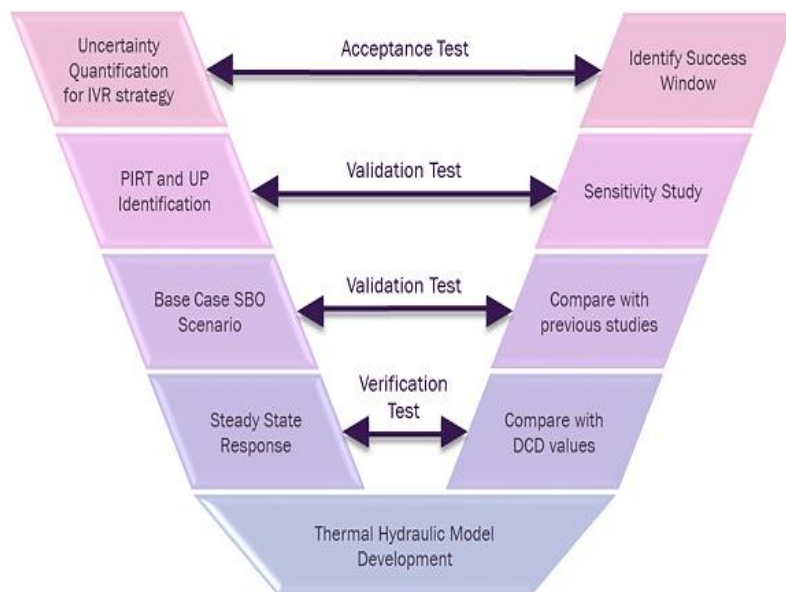 Uncertainty
Quantification
for IVR strategy
Acceptance Test
Identify Success
Window
PIRT and UP
Identification
Validation Test
Sensitivity Study
Base Case SBO
Scenario
Validation Test
Compare with
previous studies
Steady State
Response
Verification
Test
Compare with
DCD values
Thermal Hydraulic Model
Development